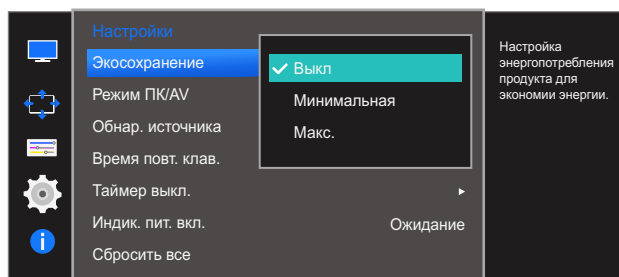 Настройки
Экосохранение
Выкл
Режим ПК/AV
Минимальная
Обнар. источника
Макс.
Время повт. клав.
Таймер выкл.
Индик. пит. вкл.
Ожидание
Сбросить все
Настройка
энергопотребления
продукта для
экономии энергии.